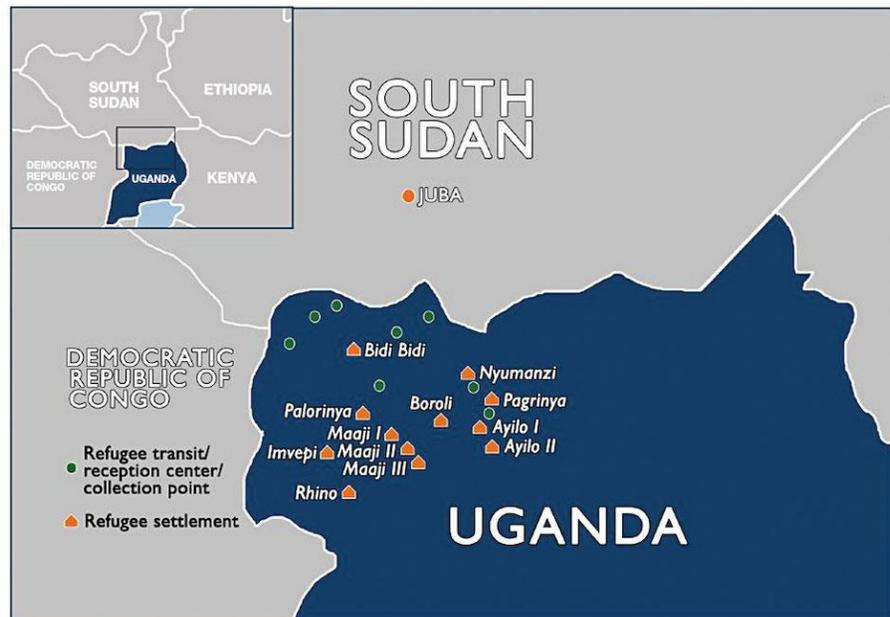 SOUTH
SUDAN
ETHIOPIA
DEMOCRATIC
REPUBLIC OF
CONGO
UGANDA
KENYA
SOUTH
SUDAN
JUBA
DEMOCRATIC
REPUBLIC OF
CONGO
Bidi Bidi
Nyumanzi
Pagrinya
Boroli
Palorinya
Ayilo I
Maaji I
Ayilo II
Maaji II
Imvepi
Maaji III
Rhino
Refugee transit/
reception center/
collection point
Refugee settlement
UGANDA